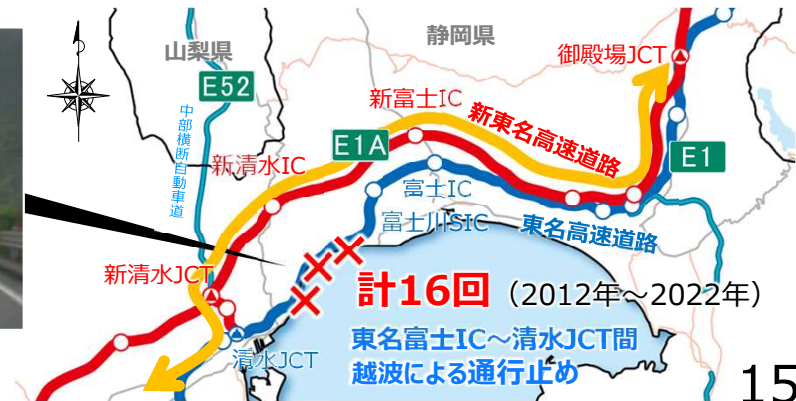 静岡県
山梨県
御殿場JCT
E52
新富士IC
中部横断自動車道
新東名高速道路
E1A
E1
新清水IC
富士IC
富士川SIC
東名高速道路
新清水JCT
計16回（2012年～2022年）
清水JCT
東名富士IC～清水JCT間
越波による通行止め
15